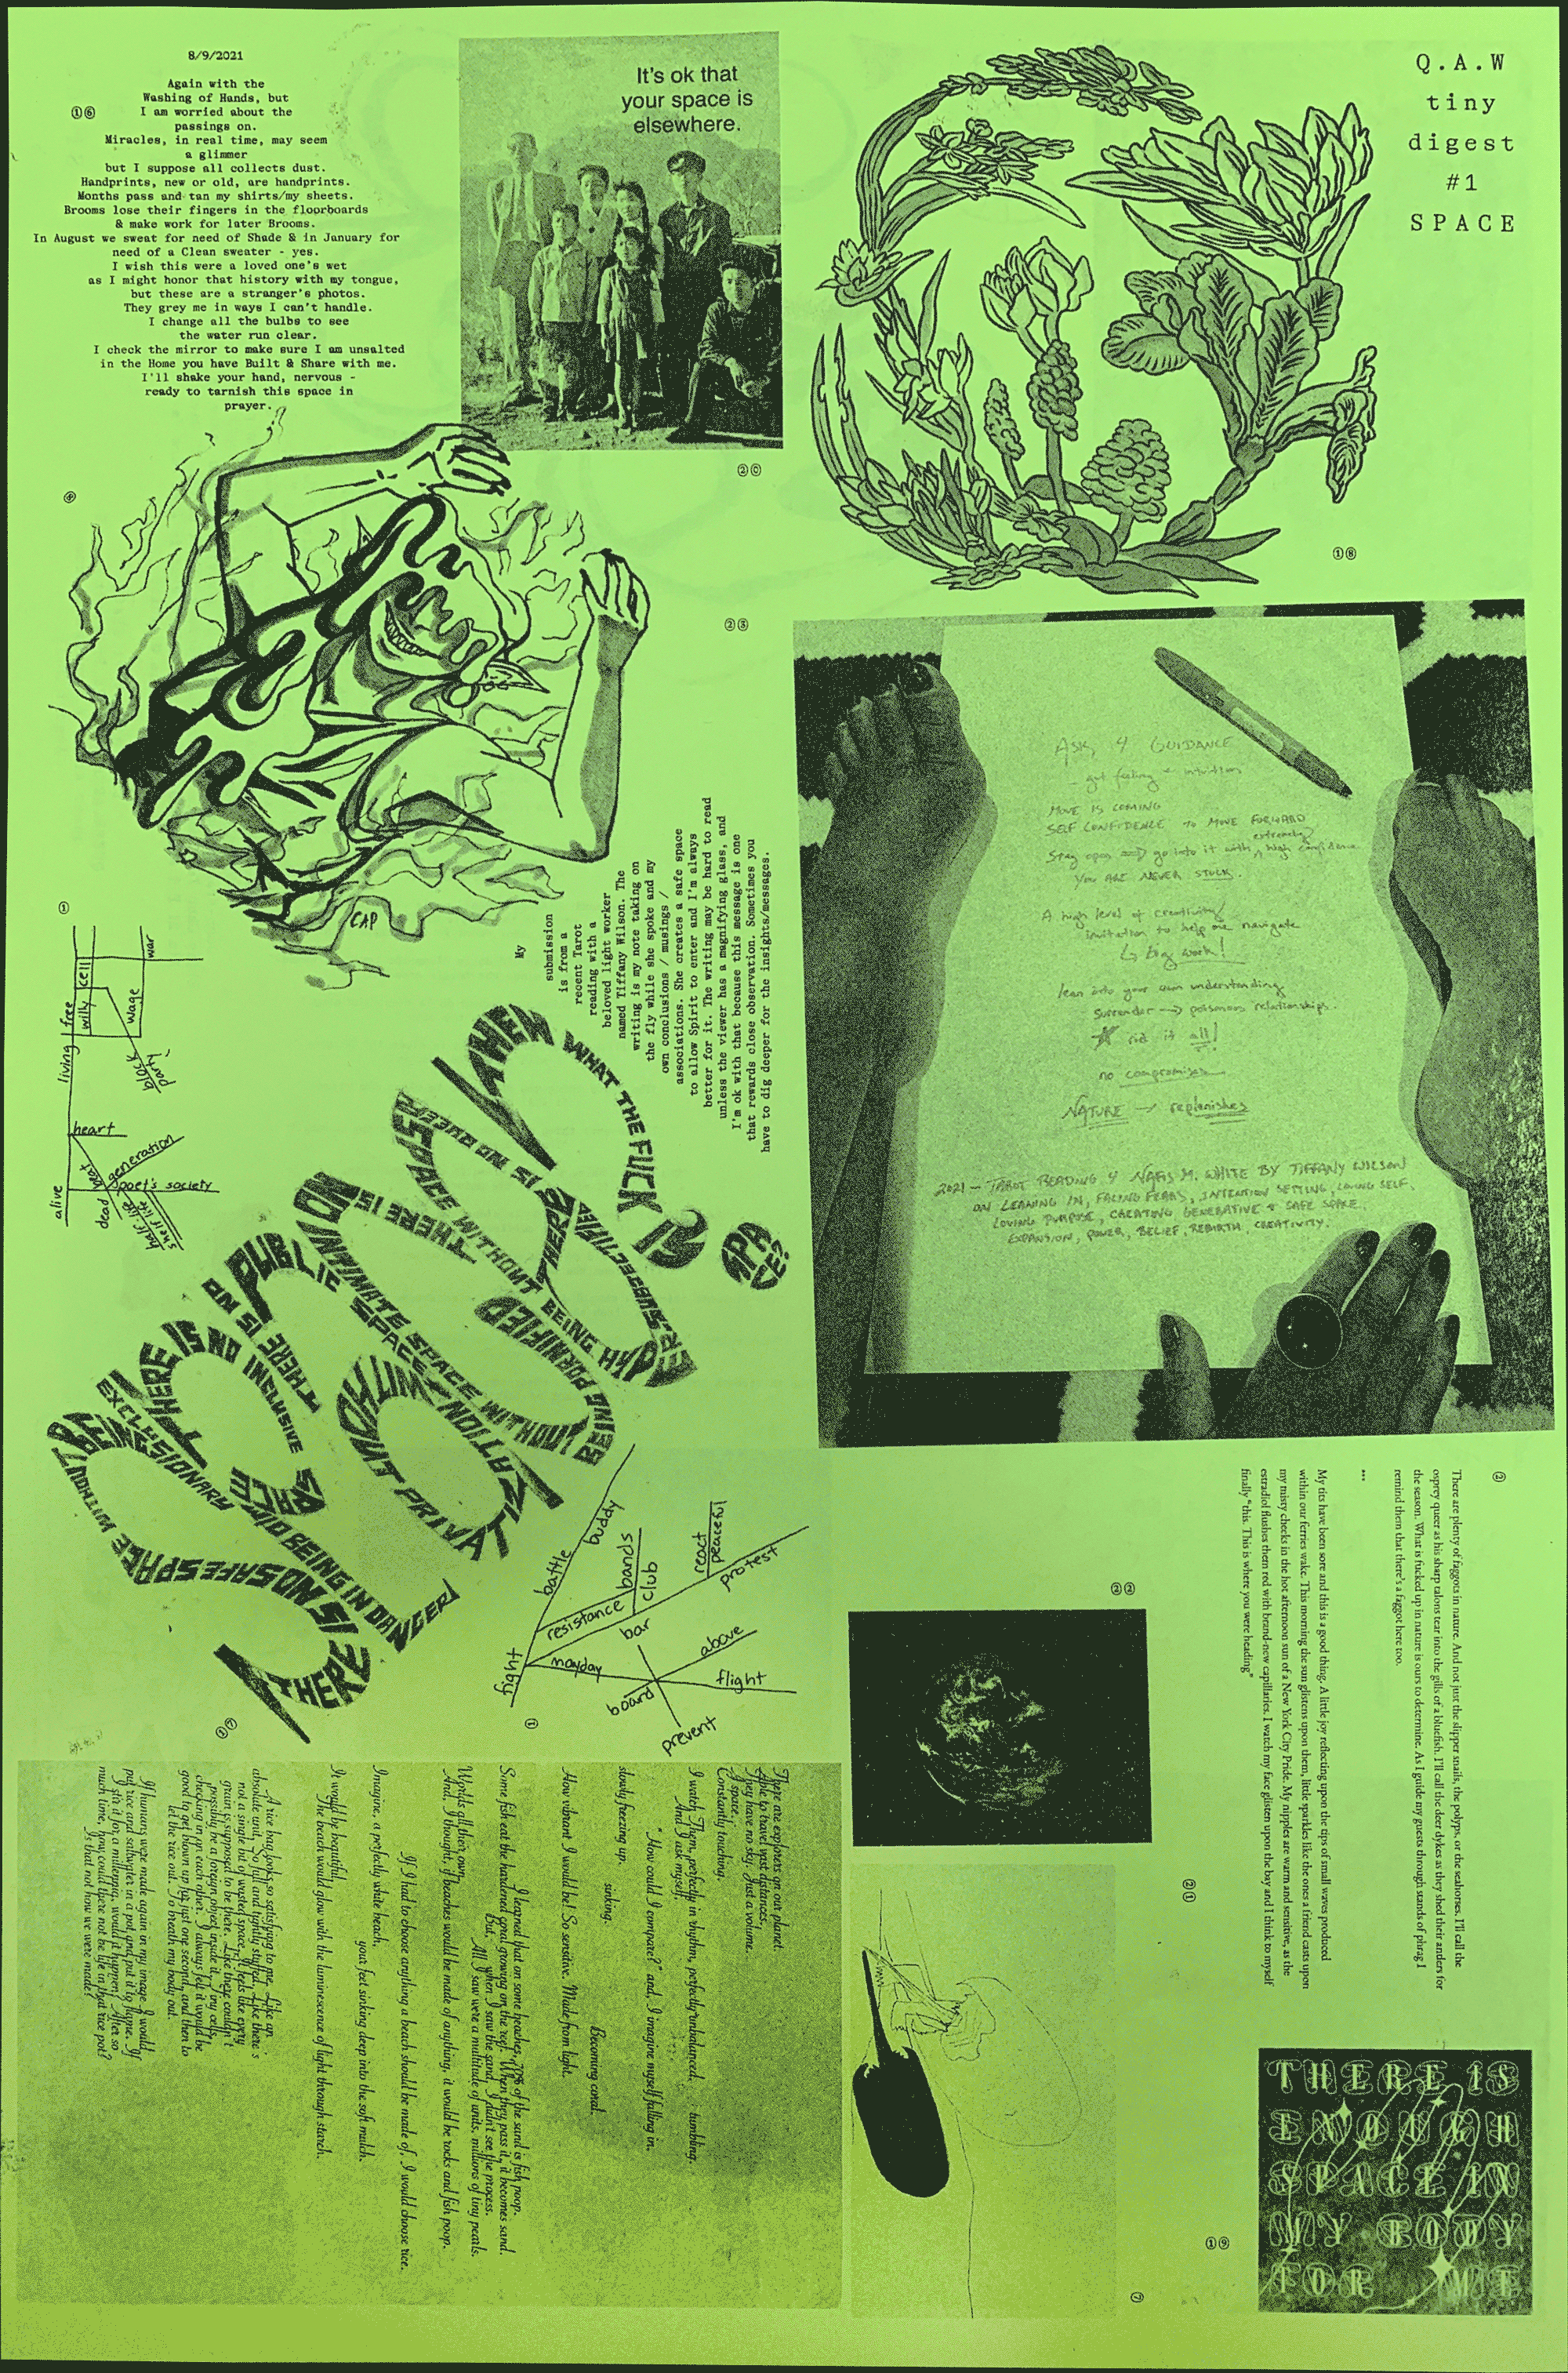 8/9/2021
⑯
Again with the
Washing of Hands, but
I am worried about the
passings on.
Miracles, in real time, may seem
a glimmer
but I suppose all collects dust.
Handprints, new or old, are handprints.
Months pass and tan my shirts/my sheets.
Brooms lose their fingers in the floorboards
& make work for later Brooms.
In August we sweat for need of Shade & in January for
need of a Clean sweater - yes.
I wish this were a loved one's wet
as I might honor that history with my tongue,
but these are a stranger's photos.
They grey me in ways I can't handle.
I change all the bulbs to see
the water run clear.
I check the mirror to make sure I am unsalted
in the Home you have Built & Share with me.
I'll shake your hand, nervous -
ready to tarnish this space in
prayer.
It's ok that
your space is
elsewhere.
Q.A.W
tiny
digest
#1
SPACE
①⑧
②③
CAP
My
submission
is from a
recent Tarot
reading with a
beloved light worker
named Tiffany Wilson. The
writing is my note taking on
the fly while she spoke and my
own conclusions / musings /
associations. She creates a safe space
to allow Spirit to enter and I'm always
better for it. The writing may be hard to read
unless the viewer has a magnifying glass, and
I'm ok with that because this message is one
that rewards close observation. Sometimes you
have to dig deeper for the insights/messages.
ASK 4 GUIDANCE
- gut feeling + intuition
MOVE IS COMING
SELF CONFIDENCE TO MOVE FORWARD
Stay open → go into it with extremely high confidence
YOU ARE NEVER STUCK.
A high level of creativity
invitation to help me navigate
↳ big work!
lean into your own understanding
surrender → poisonous relationships
rid it all!
no compromises
NATURE → replenishes
2021 - TAROT READING 4 NAFIS M. WHITE BY TIFFANY WILSON
ON LEANING IN, FACING FEARS, INTENTION SETTING, LOVING SELF,
LOVING PURPOSE, CREATING GENERATIVE + SAFE SPACE.
EXPANSION, POWER, BELIEF, REBIRTH, CREATIVITY.
①
alive
heart
living
free
willy
cell
wage
war
block
party
beat
generation
dead
poet's society
half life
shelf life
WHEN
WHAT THE FUCK IS
SPACE?
THERE IS NO QUEER
SPACE WITHOUT BEING HYPER-SUSCEPTIBLE
THERE IS
NO INTIMATE SPACE WITHOUT
BEING PORNIFIED
THERE IS NO
PUBLIC SPACE
WITHOUT PRIVATIZATION
THERE IS NO INCLUSIVE SPACE
WITHOUT BEING EXCLUSIONARY
THERE IS NO SAFE SPACE
BEING IN DANGER
①⑦
①
fight
battle
buddy
resistance
bands
club
bar
react
peaceful
protest
mayday
above
flight
board
prevent
②
There are plenty of faggots in nature. And not just the slipper snails, the polyps, or the seahorses. I'll call the
osprey queer as his sharp talons tear into the gills of a bluefish. I'll call the deer dykes as they shed their anders for
the season. What is fucked up in nature is ours to determine. As I guide my guests through stands of phrag I
remind them that there's a faggot here too.
...
My tits have been sore and this is a good thing. A little joy reflecting upon the tips of small waves produced
within our ferries wake. This morning the sun glistens upon them, little sparkles like the ones a friend casts upon
my misty checks in the hot afternoon sun of a New York City Pride. My nipples are warm and sensitive, as the
estradiol flushes them red with brand-new capillaries. I watch my face glisten upon the bay and I think to myself
finally "this. This is where you were heading"
②②
②①
①⑨
⑦
THERE IS
ENOUGH
SPACE IN
MY BODY
FOR ME
There are explorers on our planet.
Able to travel vast distances.
They have no sky. Just a volume.
A space.
Constantly touching.
I watch Them, perfectly in rhythm, perfectly unbalanced, tumbling.
And I ask myself,
"How could I compare?" and, I imagine myself falling in.
slowly freezing up.
sinking.
Becoming coral.
How vibrant I would be! So sensitive. Made from light.
I learned that on some beaches, 70% of the sand is fish poop.
Some fish eat the hardened coral growing on the reef. When they pass it, it becomes sand.
But, when I saw the sand, I didn't see the process.
All I saw were a multitude of units, millions of tiny pearls.
Worlds all their own.
And, I thought, if beaches would be made of anything, it would be rocks and fish poop.
If I had to choose anything a beach should be made of, I would choose rice.
Imagine, a perfectly white beach,
your feet sinking deep into the soft mulch.
It would be beautiful.
The beach would glow with the luminescence of light through starch.
A rice bag looks so satisfying to me. Like an
absolute unit. So full and tightly stuffed. Like there's
not a single bit of wasted space, it feels like every
grain is supposed to be there. Like there couldn't
possibly be a foreign object inside it. Tiny cells,
checking in on each other. I always felt it would be
good to get blown up for just one second, and then to
let the rice out. To breath my body out.
If humans were made again in my image, I would
put rice and saltwater in a pot and put it to flame. If
I stir it for a millennia, would it happen? After so
much time, how could there not be life in that rice pot?
Is that not how we were made?